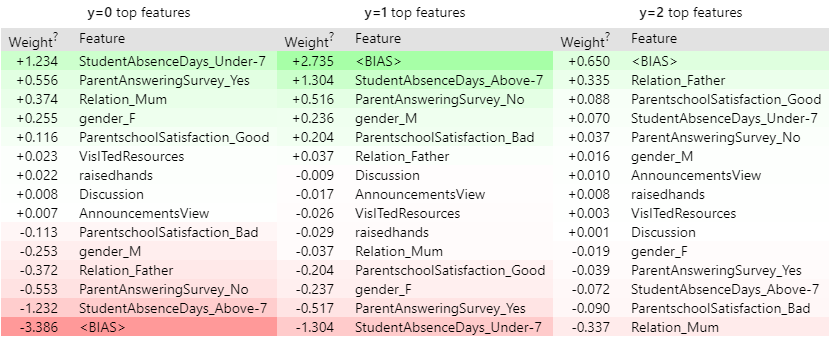 y=0 top features y=1 top features y=2 top features
Weight? Feature Weight? Feature Weight? Feature
+1.234 StudentAbsenceDays_Under-7 +2.735 <BIAS> +0.650 <BIAS>
+0.556 ParentAnsweringSurvey_Yes +1.304 StudentAbsenceDays_Above-7 +0.335 Relation_Father
+0.374 Relation_Mum +0.516 ParentAnsweringSurvey_No +0.088 ParentschoolSatisfaction_Good
+0.255 gender_F +0.236 gender_M +0.070 StudentAbsenceDays_Under-7
+0.116 ParentschoolSatisfaction_Good +0.204 ParentschoolSatisfaction_Bad +0.037 ParentAnsweringSurvey_No
+0.023 VisITedResources +0.037 Relation_Father +0.016 gender_M
+0.022 raisedhands -0.009 Discussion +0.010 AnnouncementsView
+0.008 Discussion -0.017 AnnouncementsView +0.008 raisedhands
+0.007 AnnouncementsView -0.026 VisITedResources +0.003 VisITedResources
-0.113 ParentschoolSatisfaction_Bad -0.029 raisedhands +0.001 Discussion
-0.253 gender_M -0.037 Relation_Mum -0.019 gender_F
-0.372 Relation_Father -0.204 ParentschoolSatisfaction_Good -0.039 ParentAnsweringSurvey_Yes
-0.553 ParentAnsweringSurvey_No -0.237 gender_F -0.072 StudentAbsenceDays_Above-7
-1.232 StudentAbsenceDays_Above-7 -0.517 ParentAnsweringSurvey_Yes -0.090 ParentschoolSatisfaction_Bad
-3.386 <BIAS> -1.304 StudentAbsenceDays_Under-7 -0.337 Relation_Mum